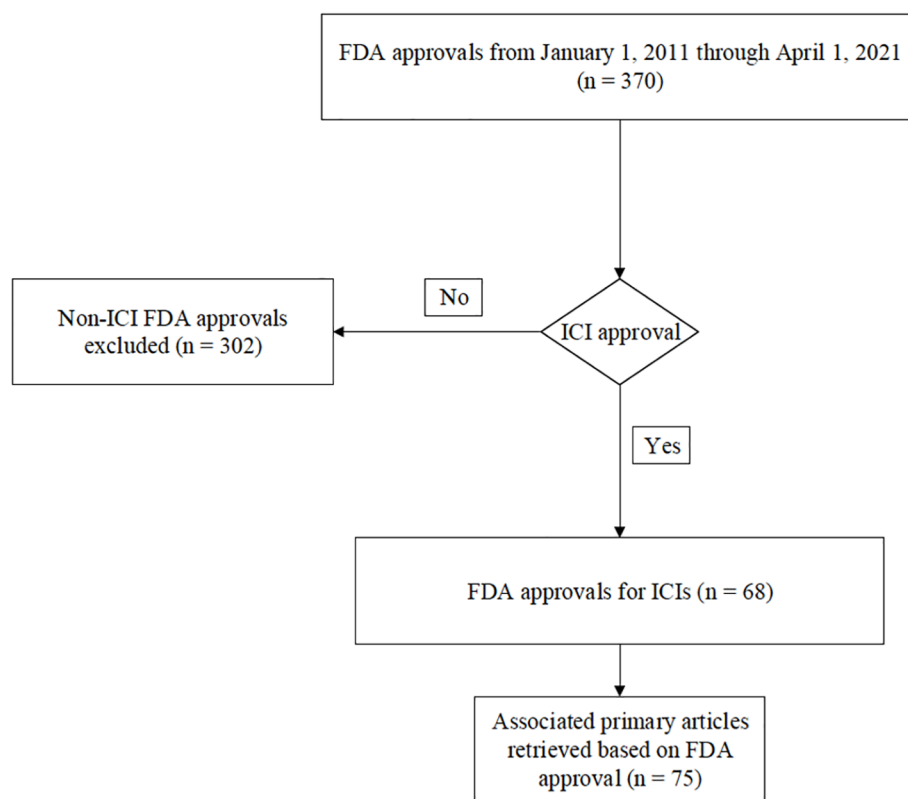 FDA approvals from January 1, 2011 through April 1, 2021
(n = 370)
No
Non-ICI FDA approvals
excluded (n = 302)
ICI approval
Yes
FDA approvals for ICIs (n = 68)
Associated primary articles
retrieved based on FDA
approval (n = 75)